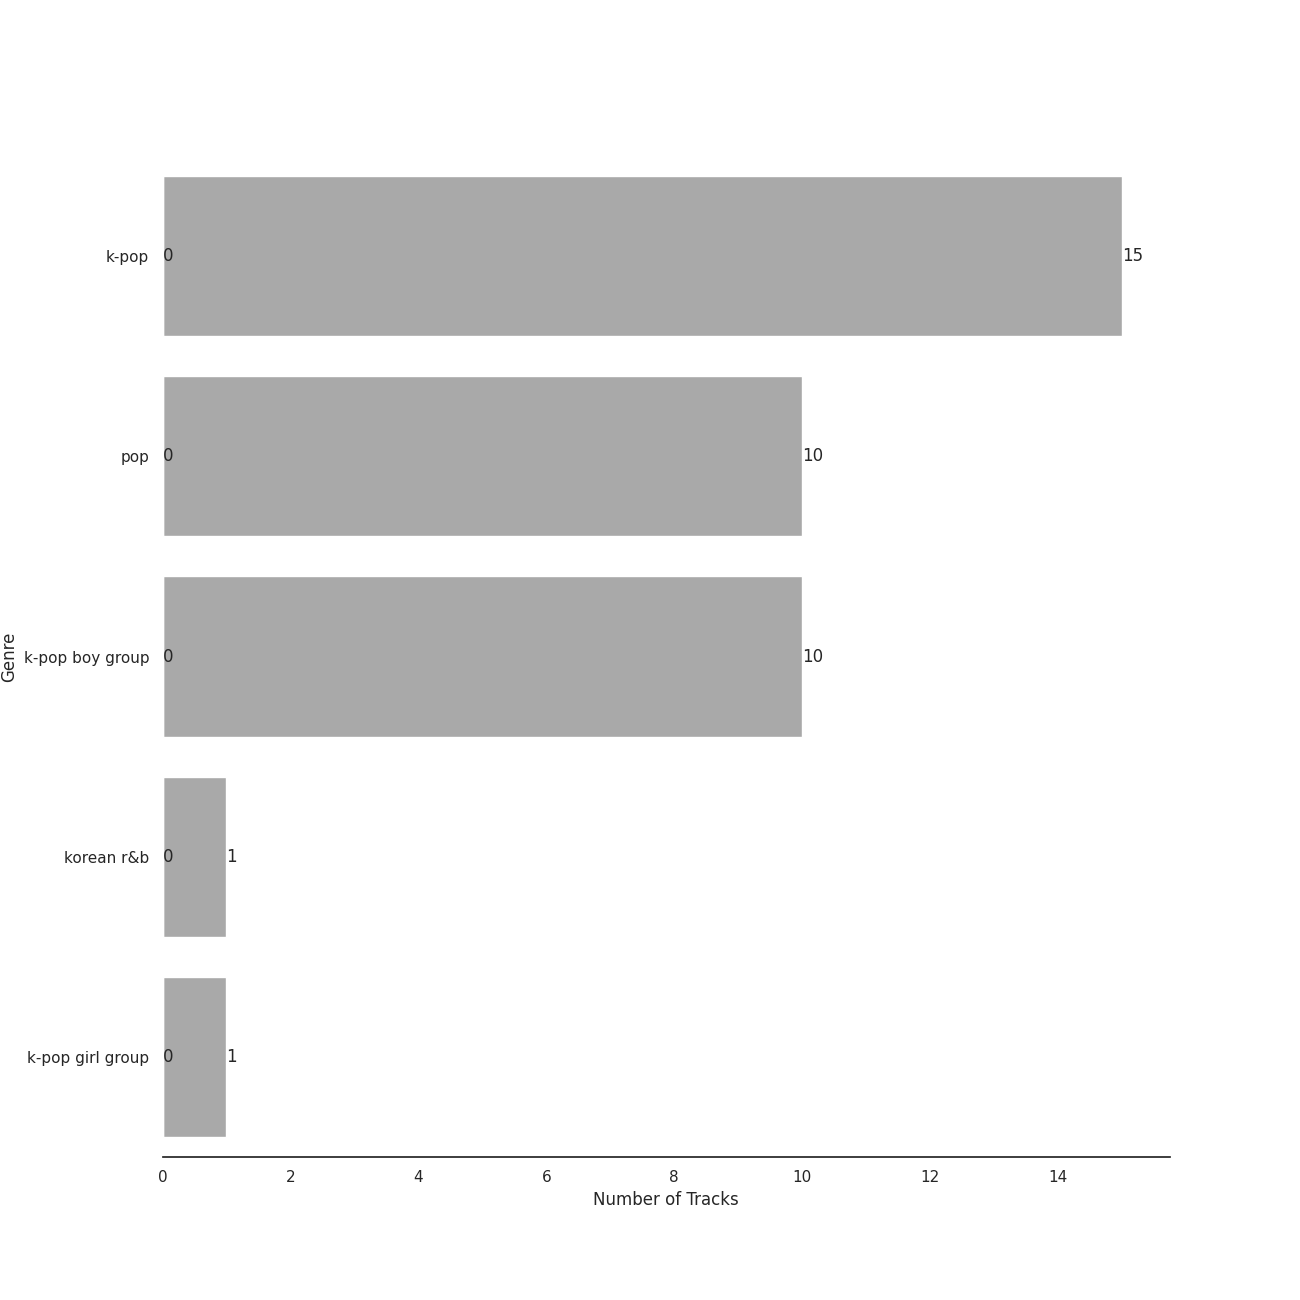 k-pop 0 15
pop 0 10
k-pop boy group 0 10
korean r&b 0 1
k-pop girl group 0 1
Genre
0 2 4 6 8 10 12 14
Number of Tracks